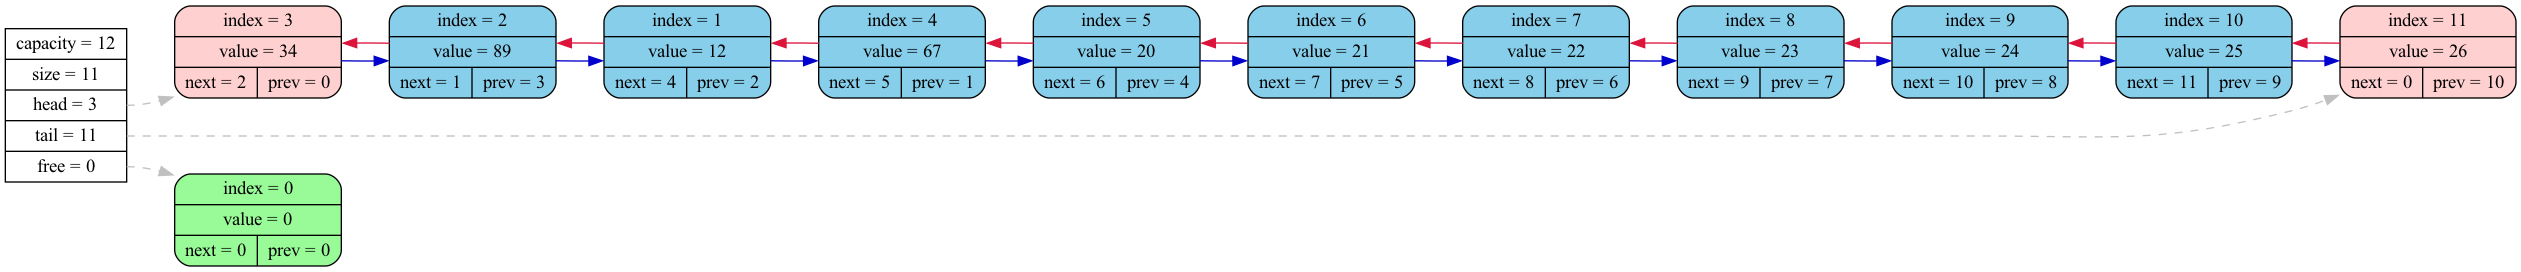 capacity = 12
size = 11
head = 3
tail = 11
free = 0
index = 3
value = 34
next = 2 prev = 0
index = 2
value = 89
next = 1 prev = 3
index = 1
value = 12
next = 4 prev = 2
index = 4
value = 67
next = 5 prev = 1
index = 5
value = 20
next = 6 prev = 4
index = 6
value = 21
next = 7 prev = 5
index = 7
value = 22
next = 8 prev = 6
index = 8
value = 23
next = 9 prev = 7
index = 9
value = 24
next = 10 prev = 8
index = 10
value = 25
next = 11 prev = 9
index = 11
value = 26
next = 0 prev = 10
index = 0
value = 0
next = 0 prev = 0